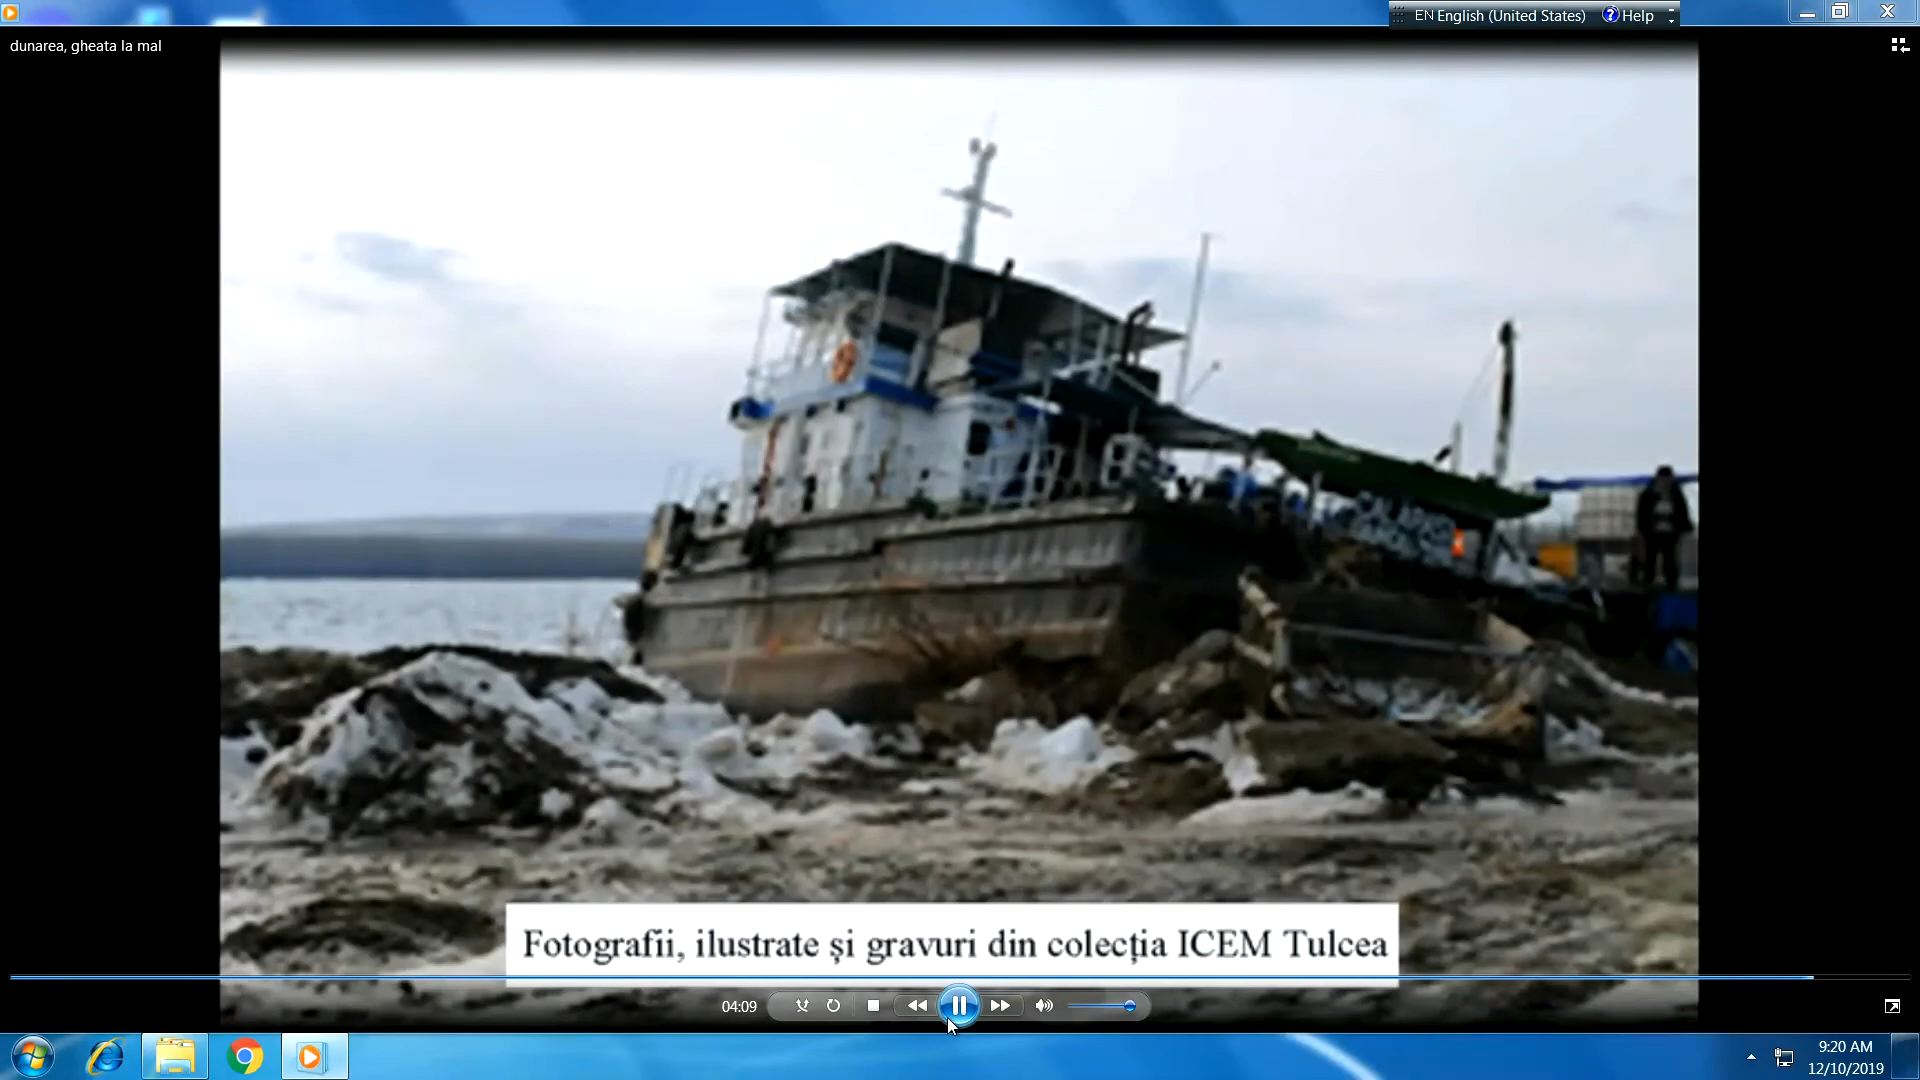 EN English (United States)
Help
dunarea, gheata la mal
Fotografii, ilustrate și gravuri din colecția ICEM Tulcea
04:09
9:20 AM
12/10/2019